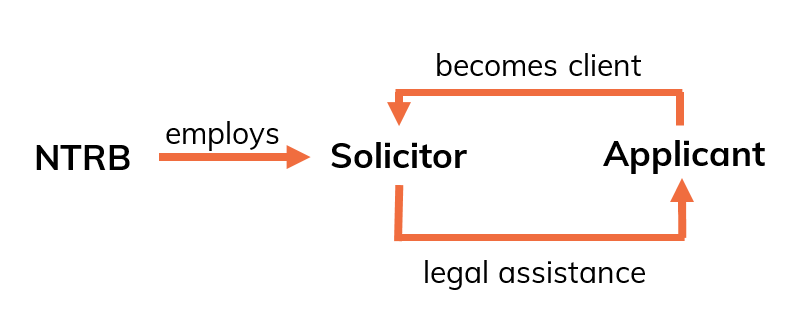 becomes client
employs
NTRB
Solicitor
Applicant
legal assistance